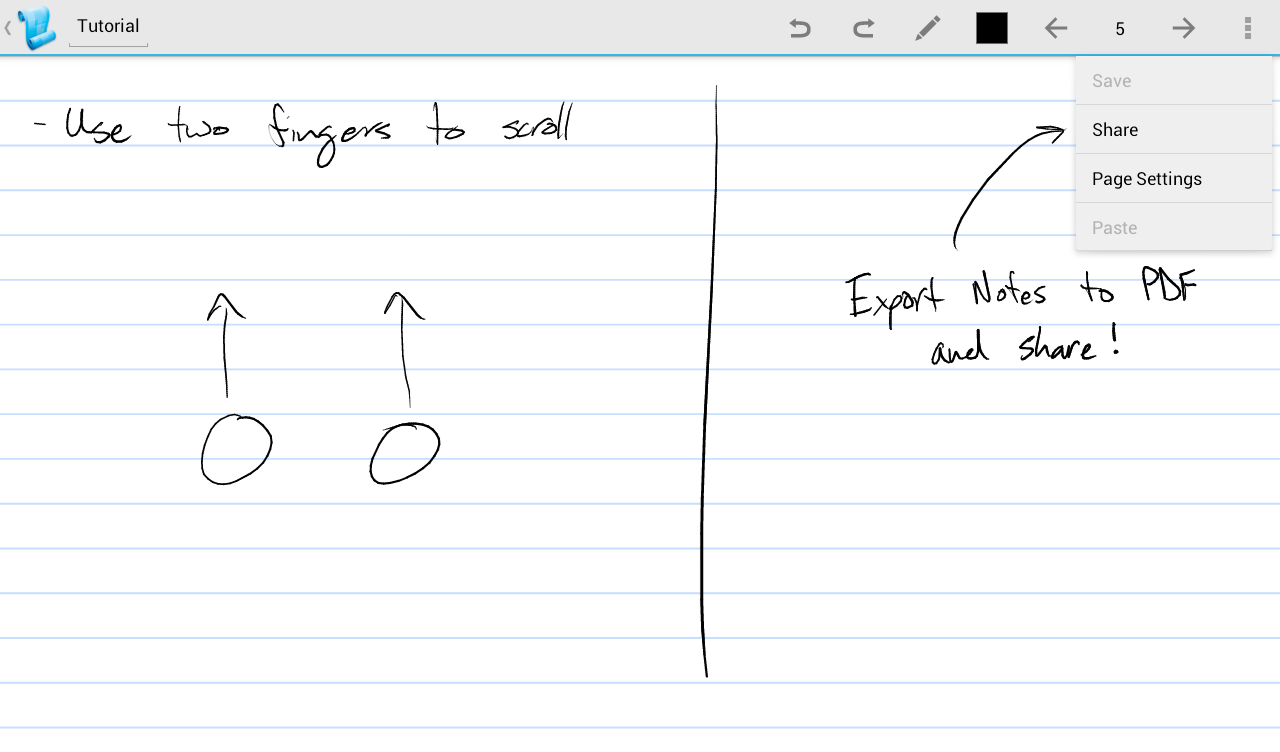 Tutorial
5
Save
Share
Page Settings
Paste
- Use two fingers to scroll
Export Notes to PDF
and share!